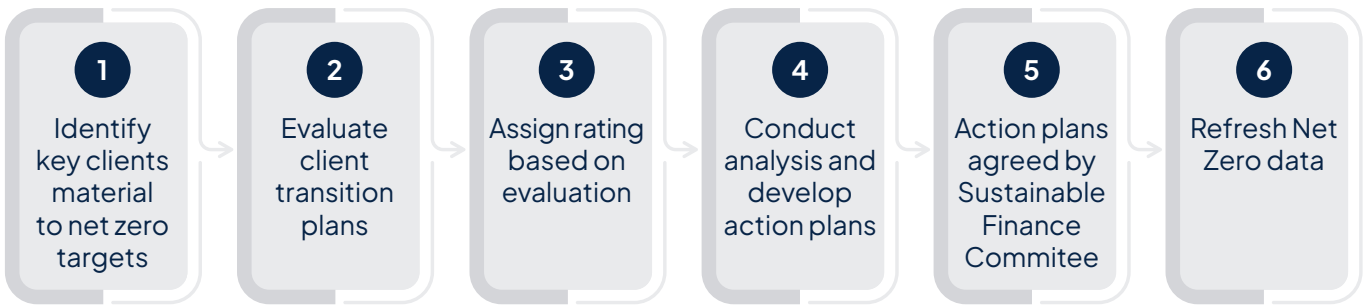 1
Identify
key clients
material
to net zero
targets
2
Evaluate
client
transition
plans
3
Assign rating
based on
evaluation
4
Conduct
analysis and
develop
action plans
5
Action plans
agreed by
Sustainable
Finance
Commitee
6
Refresh Net
Zero data